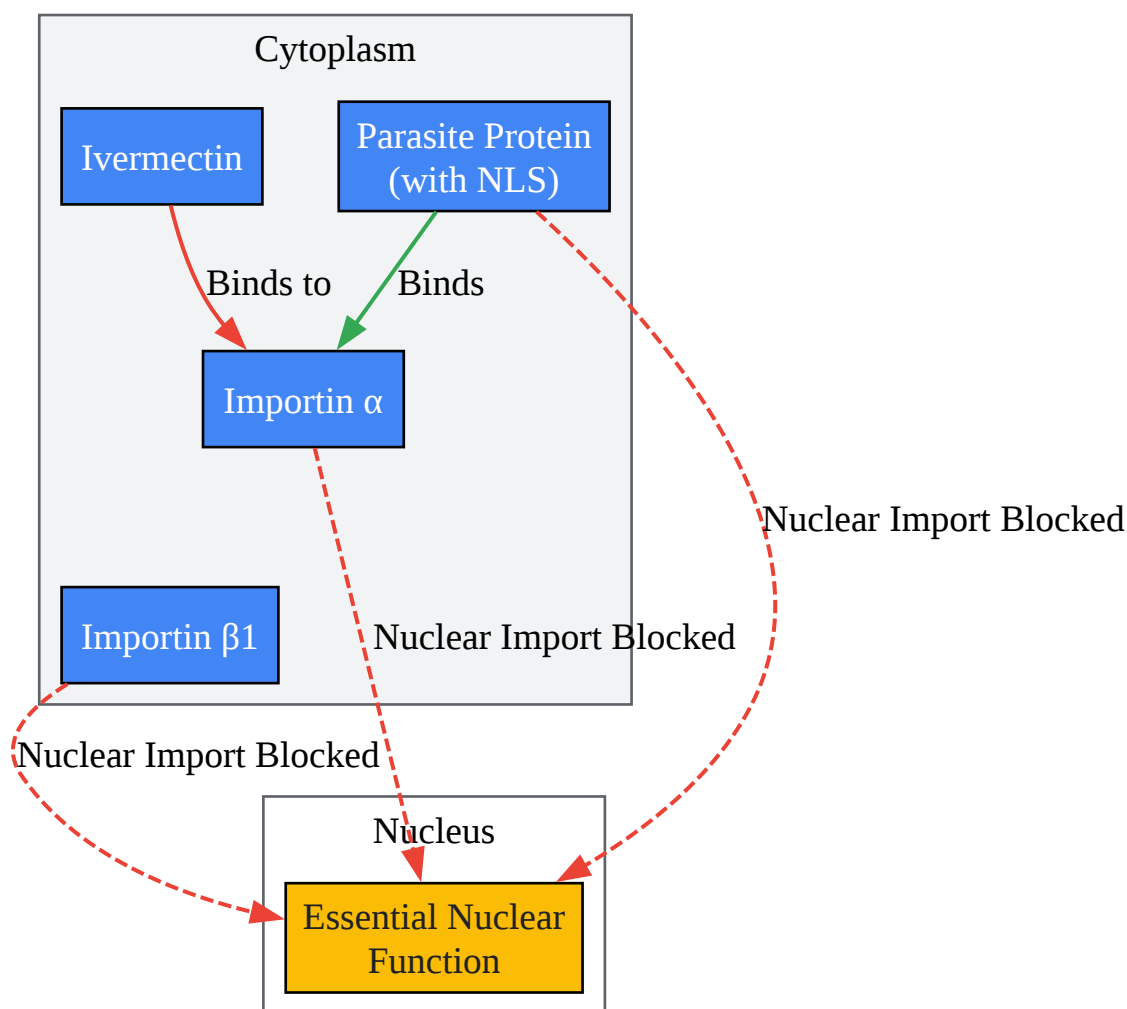 Cytoplasm
Ivermectin
Parasite Protein
(with NLS)
Binds to
Binds
Importin α
Nuclear Import Blocked
Importin β1
Nuclear Import Blocked
Nuclear Import Blocked
Nucleus
Essential Nuclear
Function